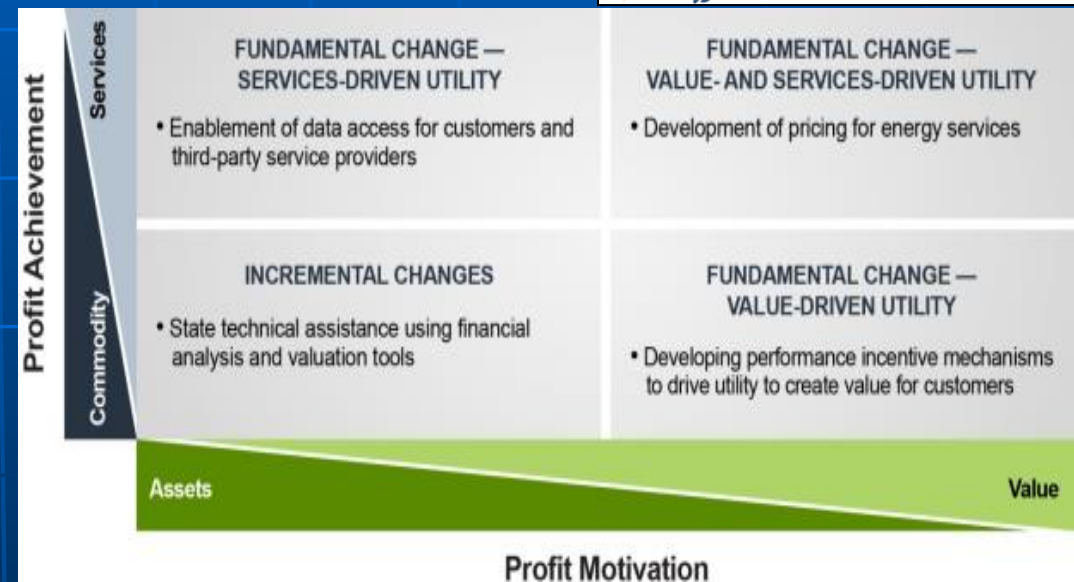 Profit Achievement
Services
Commodity
FUNDAMENTAL CHANGE —
SERVICES-DRIVEN UTILITY
• Enablement of data access for customers and
third-party service providers
FUNDAMENTAL CHANGE —
VALUE- AND SERVICES-DRIVEN UTILITY
• Development of pricing for energy services
INCREMENTAL CHANGES
• State technical assistance using financial
analysis and valuation tools
FUNDAMENTAL CHANGE —
VALUE-DRIVEN UTILITY
• Developing performance incentive mechanisms
to drive utility to create value for customers
Assets
Value
Profit Motivation